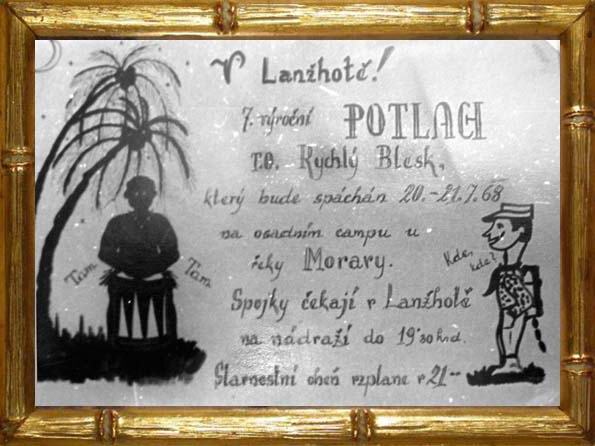 V Lanžhotě!
7. výroční POTLACH
T.O. Rychlý Blesk,
který bude spáchán 20.-21.7.68
na osadním campu u
řeky Moravy.
Kde, kde?
Tam Tam
Spojky čekají v Lanžhotě
na nádraží do 19³⁰ hod.
Slavnostní oheň vzplane v 21--